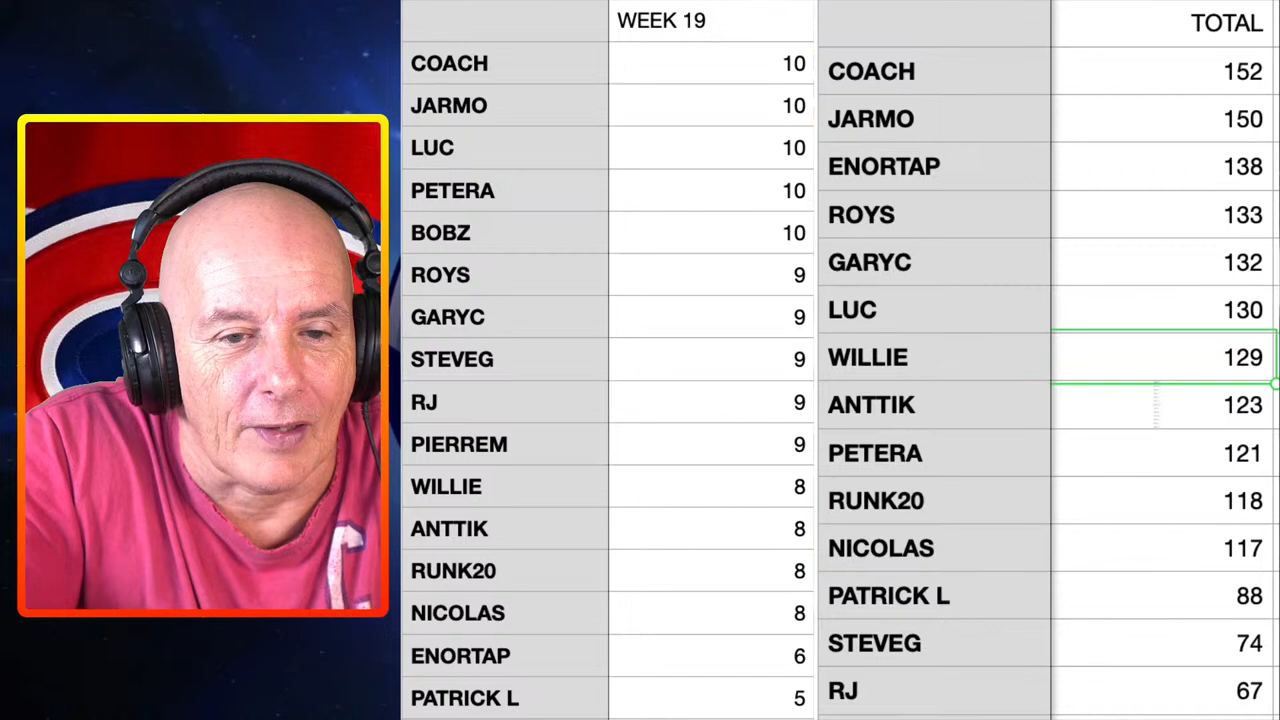 WEEK 19
COACH 10
JARMO 10
LUC 10
PETERA 10
BOBZ 10
ROYS 9
GARYC 9
STEVEG 9
RJ 9
PIERREM 9
WILLIE 8
ANTTIK 8
RUNK20 8
NICOLAS 8
ENORTAP 6
PATRICK L 5
TOTAL
COACH 152
JARMO 150
ENORTAP 138
ROYS 133
GARYC 132
LUC 130
WILLIE 129
ANTTIK 123
PETERA 121
RUNK20 118
NICOLAS 117
PATRICK L 88
STEVEG 74
RJ 67